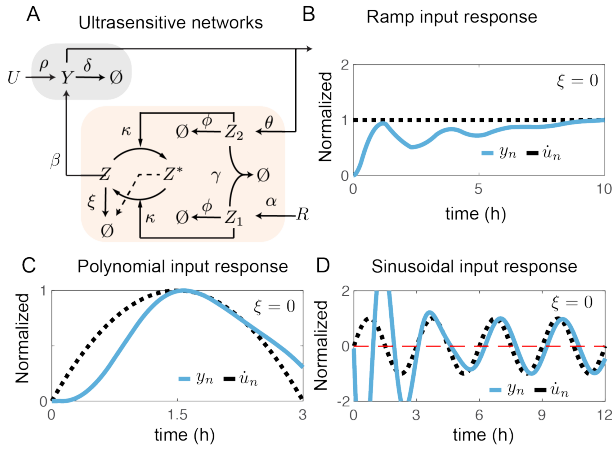 A
Ultrasensitive networks
U ρ Y δ Ø
β
Z
Z*
ξ
Ø
κ
κ
Ø ϕ Z₂ θ
γ
Ø
Ø ϕ Z₁ α R
B
Ramp input response
Normalized
2
1
0
ξ = 0
yₙ u̇ₙ
0 5 10
time (h)
C
Polynomial input response
Normalized
1
0
ξ = 0
yₙ u̇ₙ
0 1.5 3
time (h)
D
Sinusoidal input response
Normalized
2
1
0
-2
ξ = 0
yₙ u̇ₙ
0 3 6 9 12
time (h)